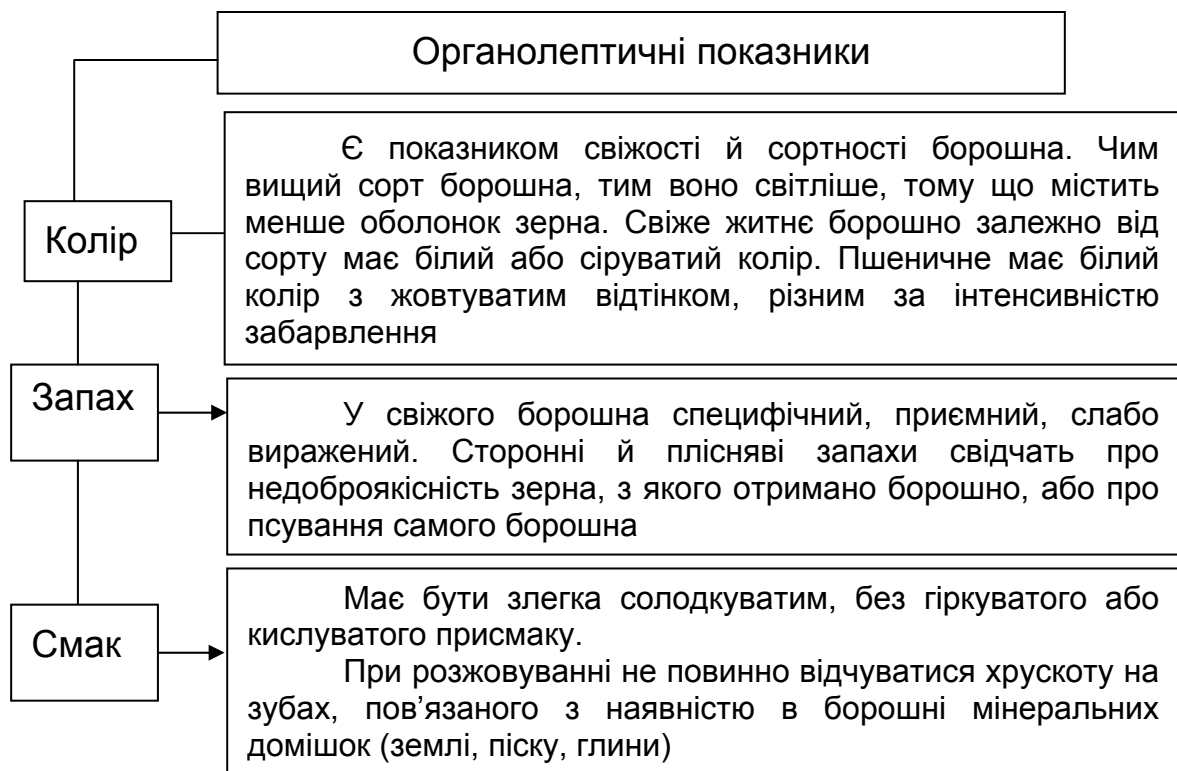 Органолептичні показники
Колір
Є показником свіжості й сортності борошна. Чим
вищий сорт борошна, тим воно світліше, тому що містить
менше оболонок зерна. Свіже житнє борошно залежно від
сорту має білий або сіруватий колір. Пшеничне має білий
колір з жовтуватим відтінком, різним за інтенсивністю
забарвлення
Запах
У свіжого борошна специфічний, приємний, слабо
виражений. Сторонні й плісняві запахи свідчать про
недоброякісність зерна, з якого отримано борошно, або про
псування самого борошна
Смак
Має бути злегка солодкуватим, без гіркуватого або
кислуватого присмаку.
При розжовуванні не повинно відчуватися хрускоту на
зубах, пов’язаного з наявністю в борошні мінеральних
домішок (землі, піску, глини)